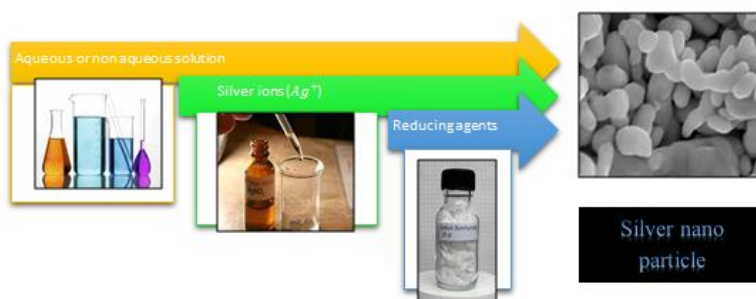 Aqueous or non aqueous solution
Silver ions (Ag⁺)
Reducing agents
Silver nano
particle